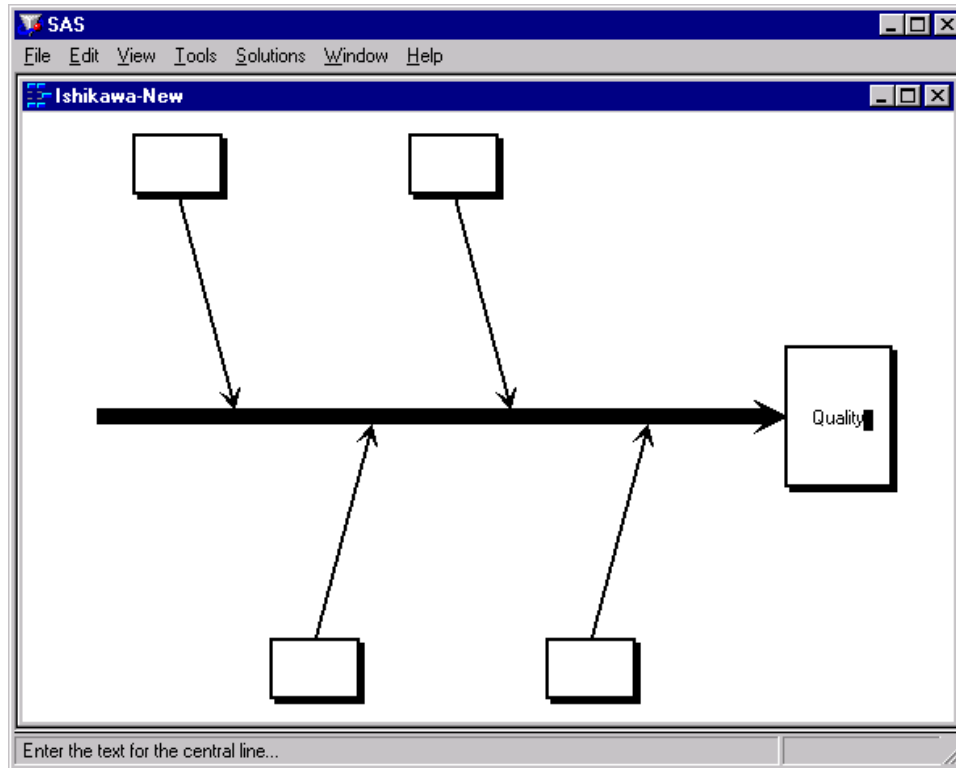 SAS
File Edit View Tools Solutions Window Help
Ishikawa-New
Quality
Enter the text for the central line...